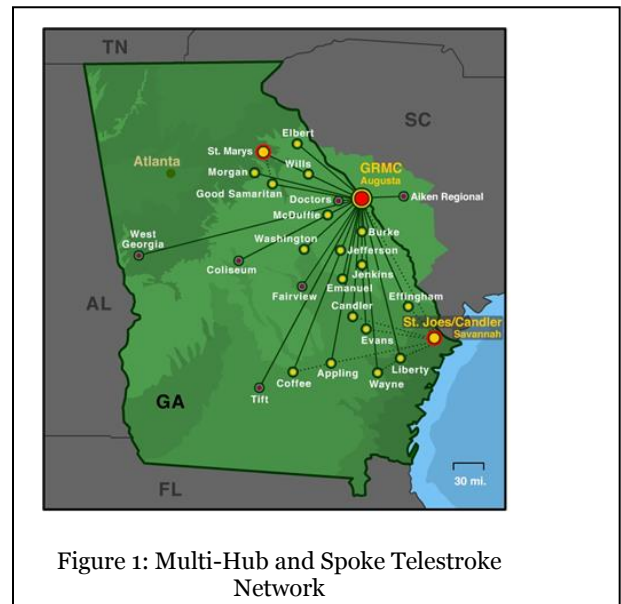 TN
SC
Elbert
St. Marys
Atlanta
Morgan
Wills
GRMC
Augusta
Good Samaritan
Doctors
Aiken Regional
McDuffie
West
Georgia
Washington
Burke
Jefferson
Coliseum
Jenkins
Emanuel
Fairview
Effingham
AL
Candler
St. Joes/Candler
Savannah
Evans
Appling
Liberty
Coffee
Wayne
Tift
GA
30 mi.
FL
Figure 1: Multi-Hub and Spoke Telestroke
Network